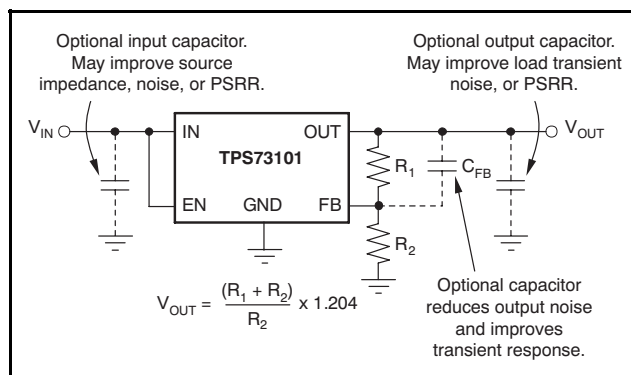 Optional input capacitor.
May improve source
impedance, noise, or PSRR.
Optional output capacitor.
May improve load transient
noise, or PSRR.
V_IN
IN
OUT
V_OUT
TPS73101
R_1
C_FB
EN
GND
FB
R_2
V_OUT = (R_1 + R_2) / R_2 x 1.204
Optional capacitor
reduces output noise
and improves
transient response.